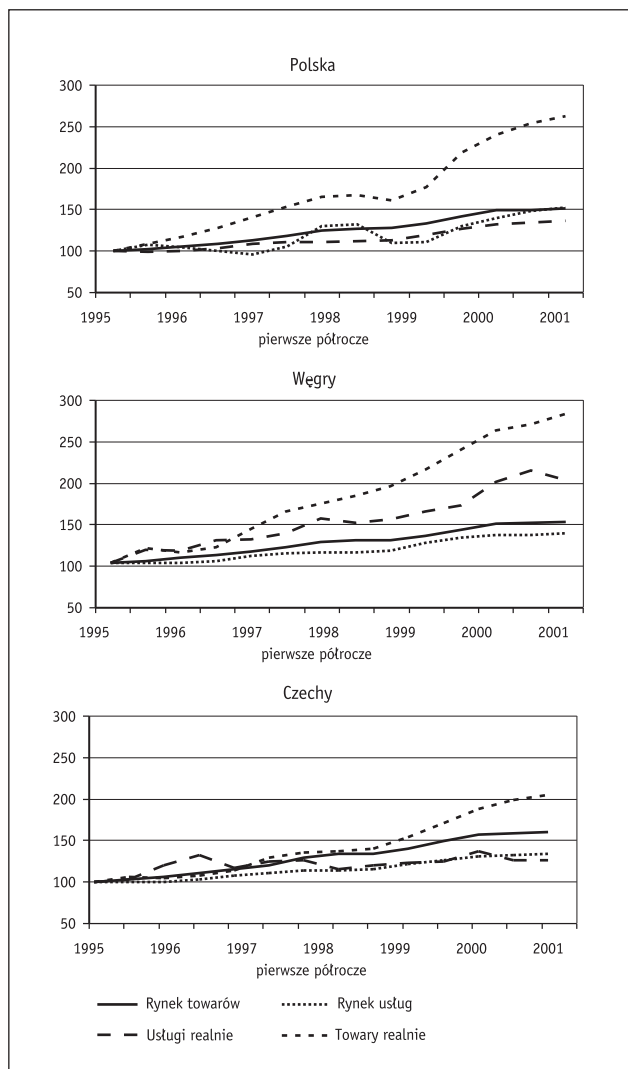 Polska
300
250
200
150
100
50
1995 1996 1997 1998 1999 2000 2001
pierwsze półrocze
Węgry
300
250
200
150
100
50
1995 1996 1997 1998 1999 2000 2001
pierwsze półrocze
Czechy
300
250
200
150
100
50
1995 1996 1997 1998 1999 2000 2001
pierwsze półrocze
Rynek towarów Rynek usług
Usługi realnie Towary realnie